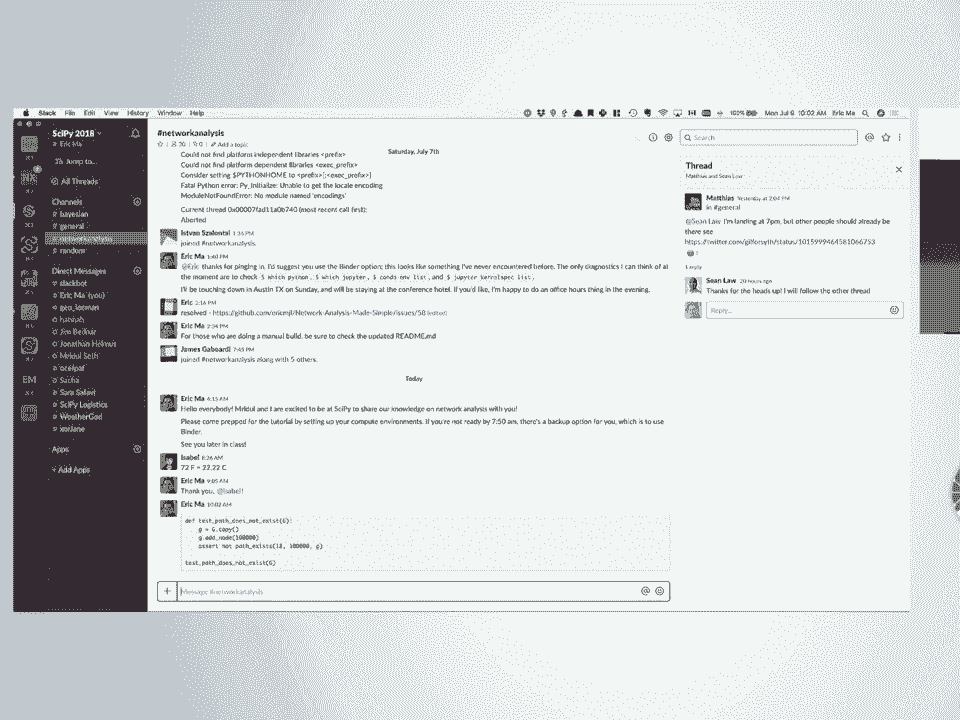 Slack File Edit View History Window Help
100% Mon Jul 9 10:02 AM Eric Ma
SciPy 2018
Eric Ma
Jump to...
All Threads
Channels
bayesian
general
networkanalysis
random
Direct Messages
slackbot
Eric Ma (you)
Jim Bednar
Jonathan Helmus
Mridul Seth
Sacha
Sara Safavi
SciPy Logistics
WeatherGod
Apps
Add Apps
#networkanalysis
Add a topic
Saturday, July 7th
Could not find platform independent libraries <prefix>
Could not find platform dependent libraries <exec_prefix>
Consider setting $PYTHONHOME to <prefix>[:<exec_prefix>]
Fatal Python error: Py_Initialize: Unable to get the locale encoding
ModuleNotFoundError: No module named 'encodings'
Current thread 0x00007fad11a0b740 (most recent call first):
Aborted
joined #networkanalysis.
Eric Ma 1:40 PM
@Eric thanks for pinging in. I'd suggest you use the Binder option; this looks like something I've never encountered before. The only diagnostics I can think of at
the moment are to check $ which python, $ which jupyter, $ conda env list, and $ jupyter kernelspec list.
I'll be touching down in Austin TX on Sunday, and will be staying at the conference hotel. If you'd like, I'm happy to do an office hours thing in the evening.
Eric 2:16 PM
resolved - https://github.com/ericmjl/Network-Analysis-Made-Simple/issues/58 (edited)
Eric Ma 2:34 PM
For those who are doing a manual build, be sure to check the updated README.md
James Gaboardi 7:45 PM
joined #networkanalysis along with 5 others.
Today
Eric Ma 6:15 AM
Hello everybody! Mridul and I are excited to be at SciPy to share our knowledge on network analysis with you!
Please come prepped for the tutorial by setting up your compute environments. If you're not ready by 7:50 am, there's a backup option for you, which is to use
Binder.
See you later in class!
Isabel 8:26 AM
72 F = 22.22 C
Eric Ma 9:05 AM
Thank you, @Isabel!
Eric Ma 10:02 AM
def test_path_does_not_exist(G):
g = G.copy()
g.add_node(100000)
assert not path_exists(18, 100000, g)
test_path_does_not_exist(G)
Message #networkanalysis
Search
Thread
Matthias and Sean Law
Matthias Yesterday at 2:04 PM
in #general
@Sean Law I'm landing at 7pm, but other people should already be
there see
https://twitter.com/gilforsyth/status/1015999464581066753
1 reply
Sean Law 20 hours ago
Thanks for the heads up! I will follow the other thread
Reply...
EM